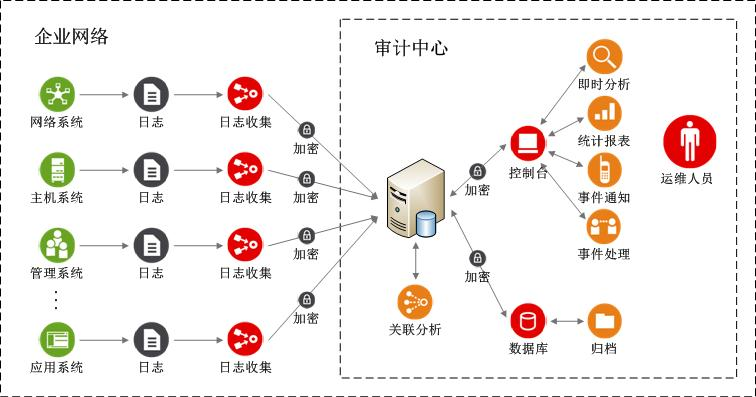 企业网络
审计中心
网络系统
日志
日志收集
加密
主机系统
日志
日志收集
加密
管理系统
日志
日志收集
加密
应用系统
日志
日志收集
加密
关联分析
加密
控制台
即时分析
统计报表
事件通知
事件处理
运维人员
加密
数据库
归档